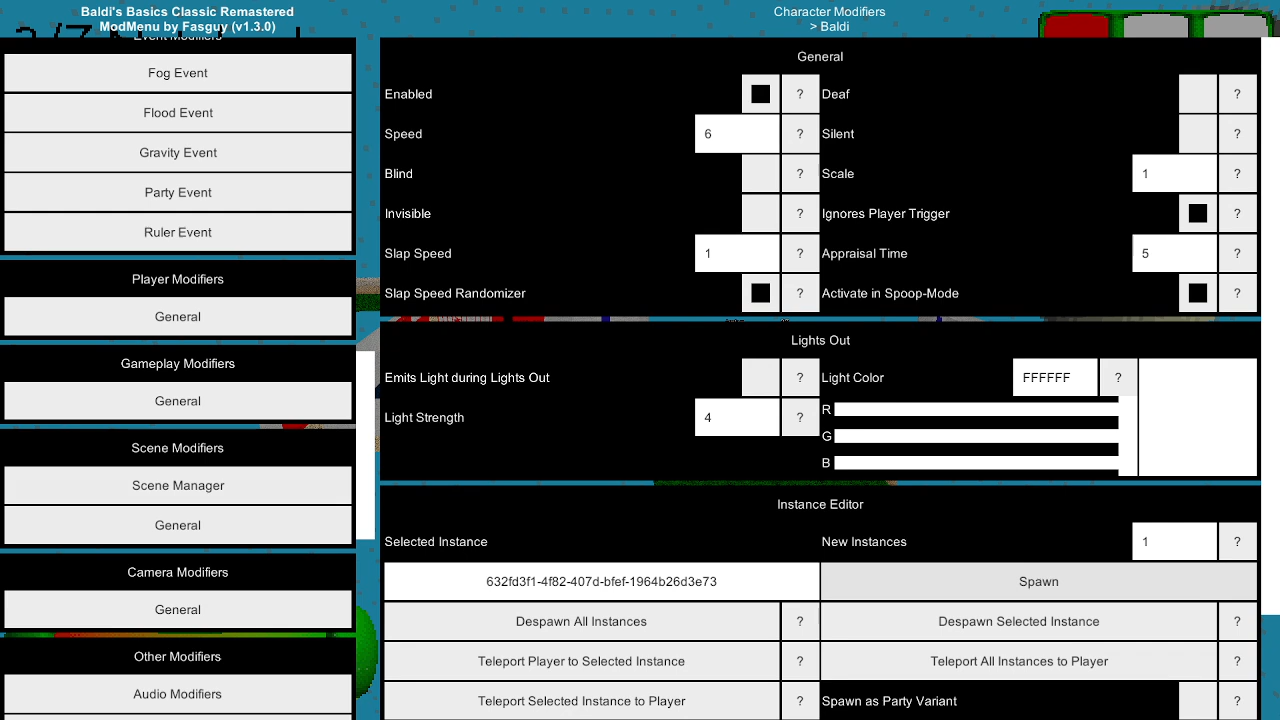 Baldi's Basics Classic Remastered
ModMenu by Fasguy (v1.3.0)
Event Modifiers
Fog Event
Flood Event
Gravity Event
Party Event
Ruler Event
Player Modifiers
General
Gameplay Modifiers
General
Scene Modifiers
Scene Manager
General
Camera Modifiers
General
Other Modifiers
Audio Modifiers
Character Modifiers
> Baldi
General
Enabled ? Deaf ?
Speed 6 ? Silent ?
Blind ? Scale 1 ?
Invisible ? Ignores Player Trigger ?
Slap Speed 1 ? Appraisal Time 5 ?
Slap Speed Randomizer ? Activate in Spoop-Mode ?
Lights Out
Emits Light during Lights Out ? Light Color FFFFFF ?
R
Light Strength 4 ?
G
B
Instance Editor
Selected Instance New Instances 1 ?
632fd3f1-4f82-407d-bfef-1964b26d3e73 Spawn
Despawn All Instances ? Despawn Selected Instance ?
Teleport Player to Selected Instance ? Teleport All Instances to Player ?
Teleport Selected Instance to Player ? Spawn as Party Variant ?